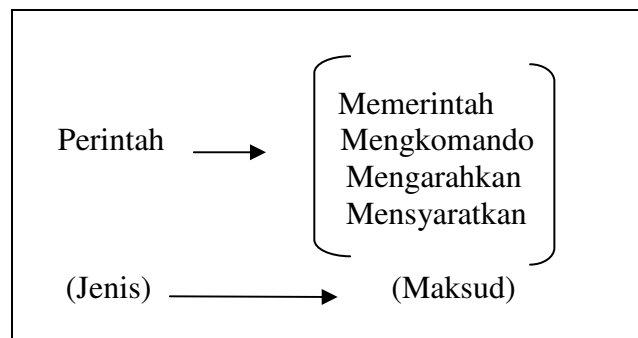 Memerintah
Perintah Mengkomando
Mengarahkan
Mensyaratkan
(Jenis) (Maksud)